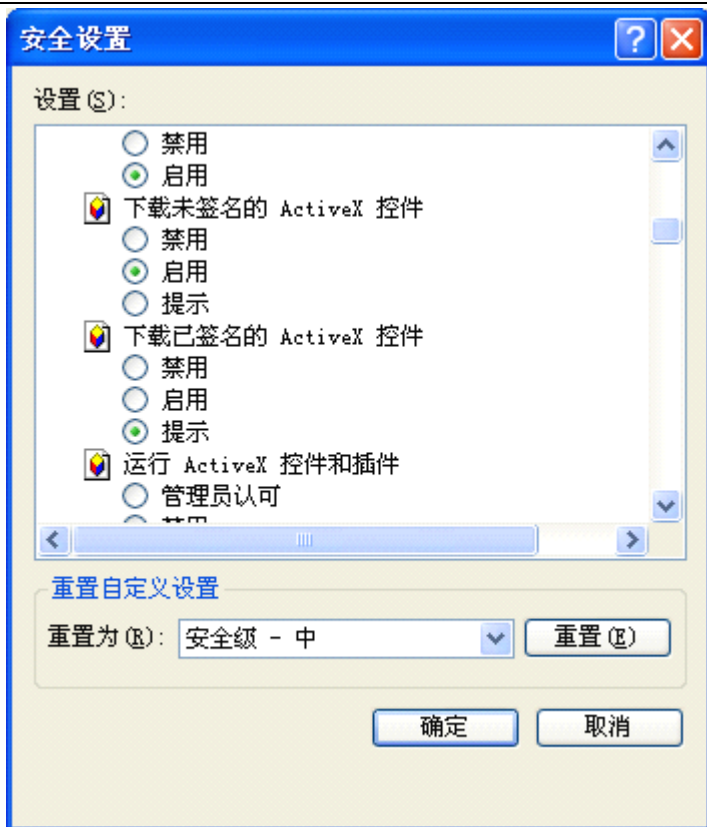 安全设置
设置(S):
禁用
启用
下载未签名的 ActiveX 控件
禁用
启用
提示
下载已签名的 ActiveX 控件
禁用
启用
提示
运行 ActiveX 控件和插件
管理员认可
重置自定义设置
重置为(R): 安全级 - 中 重置(E)
确定 取消